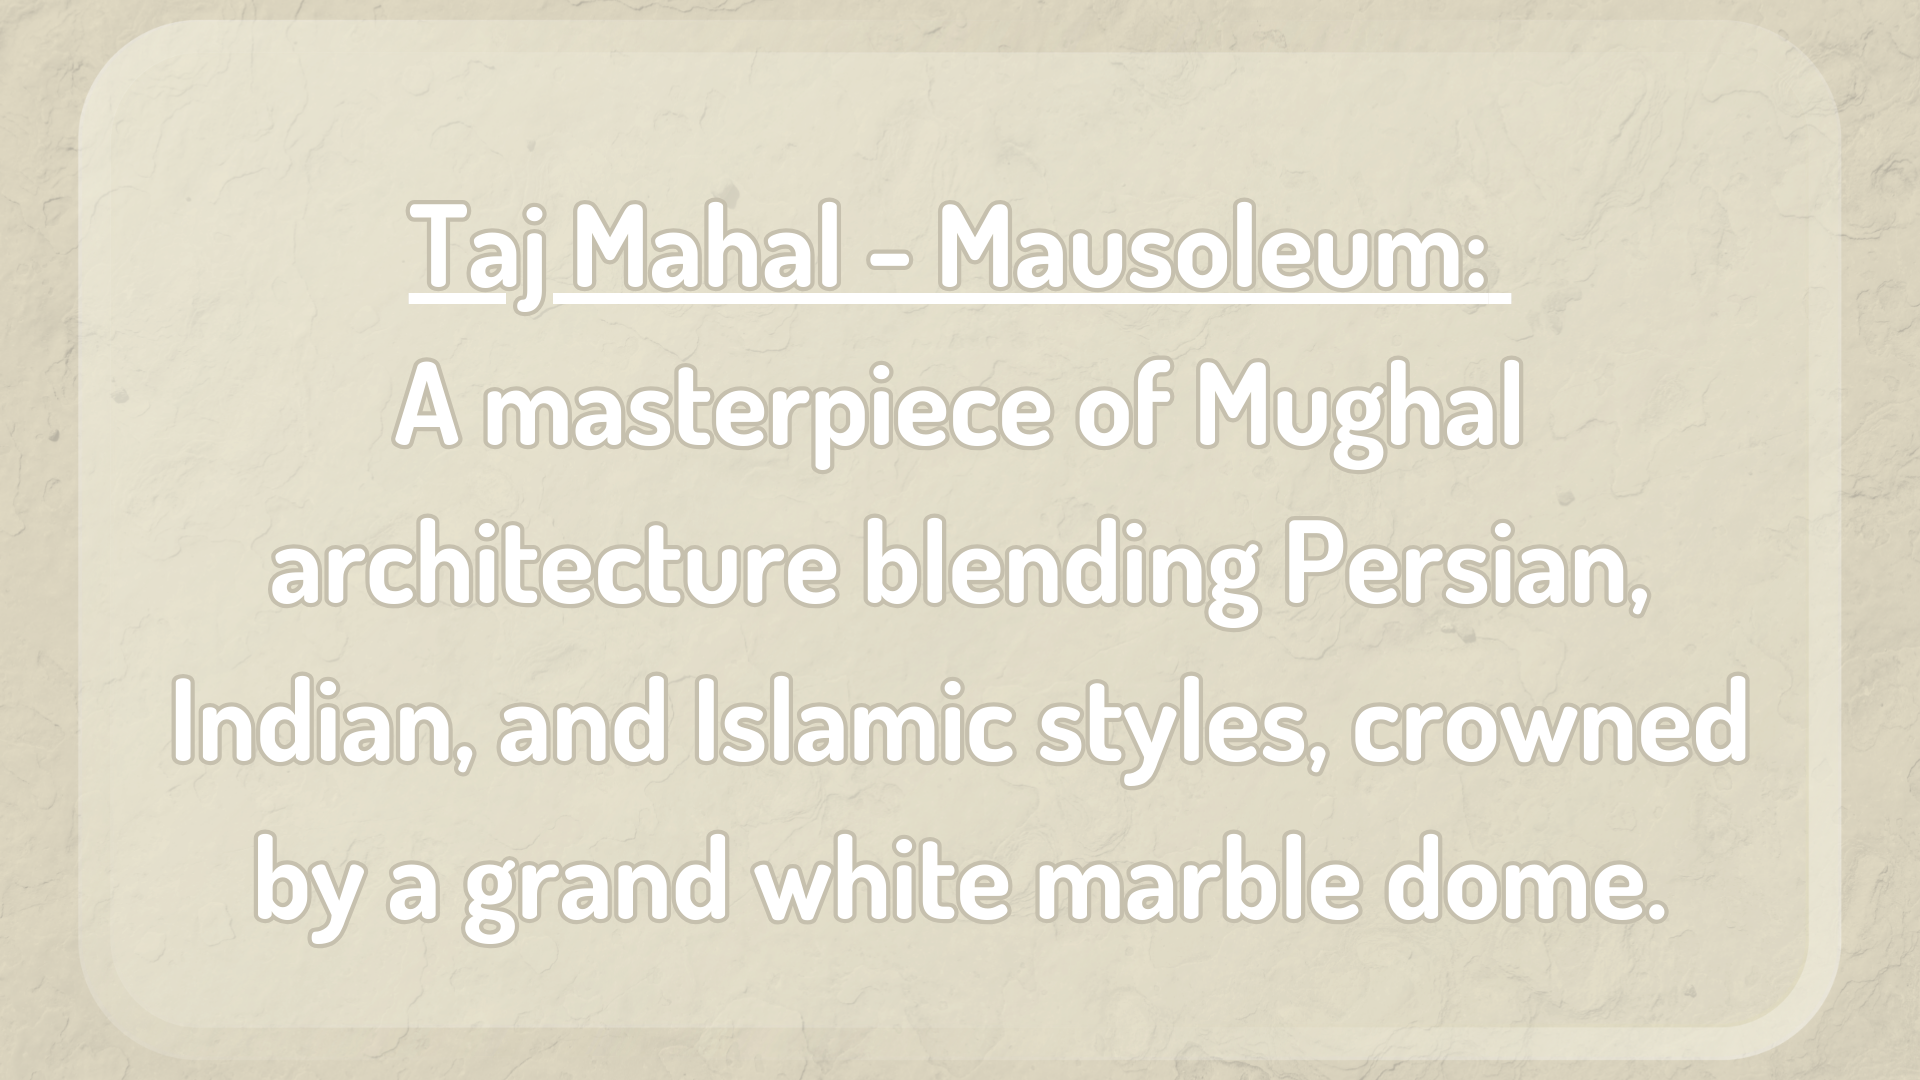 Taj Mahal – Mausoleum:
A masterpiece of Mughal
architecture blending Persian,
Indian, and Islamic styles, crowned
by a grand white marble dome.